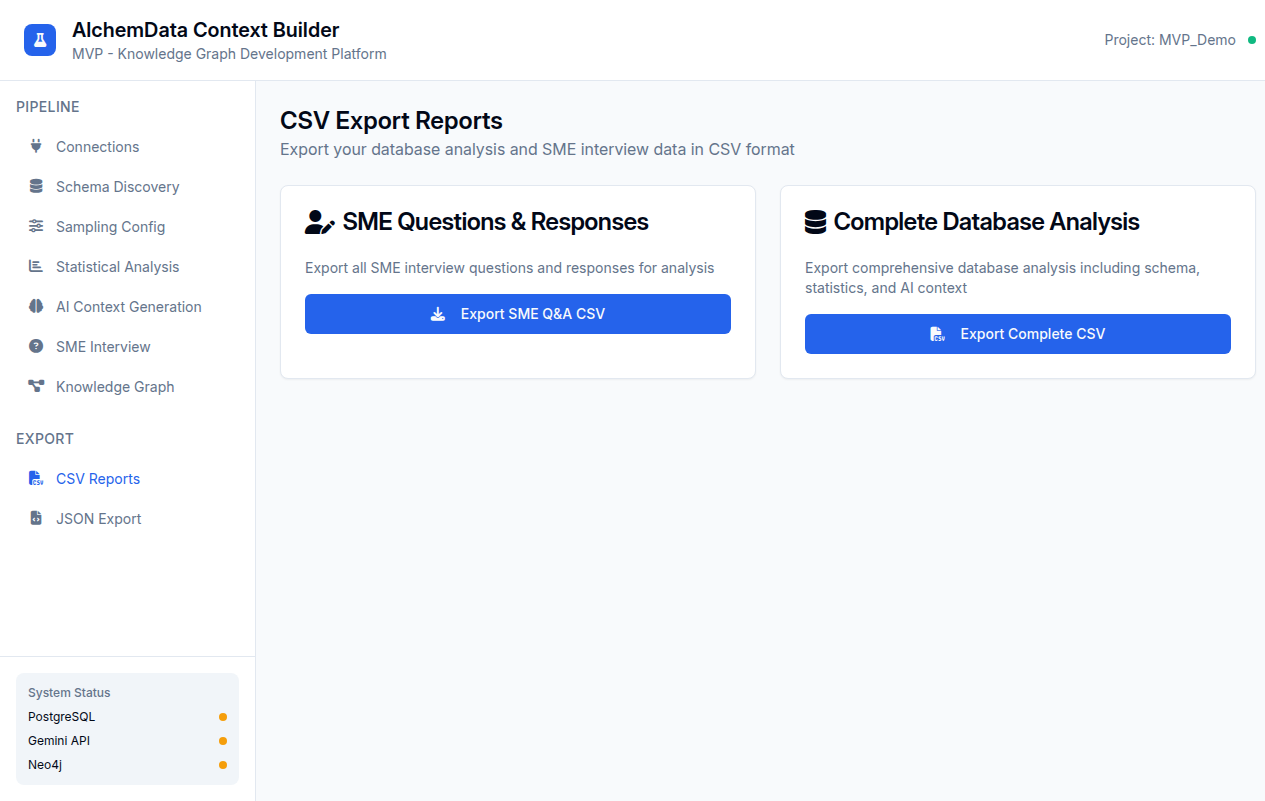 AlchemData Context Builder
MVP - Knowledge Graph Development Platform
Project: MVP_Demo
PIPELINE
Connections
Schema Discovery
Sampling Config
Statistical Analysis
AI Context Generation
SME Interview
Knowledge Graph
EXPORT
CSV Reports
JSON Export
System Status
PostgreSQL
Gemini API
Neo4j
CSV Export Reports
Export your database analysis and SME interview data in CSV format
SME Questions & Responses
Export all SME interview questions and responses for analysis
Export SME Q&A CSV
Complete Database Analysis
Export comprehensive database analysis including schema,
statistics, and AI context
Export Complete CSV